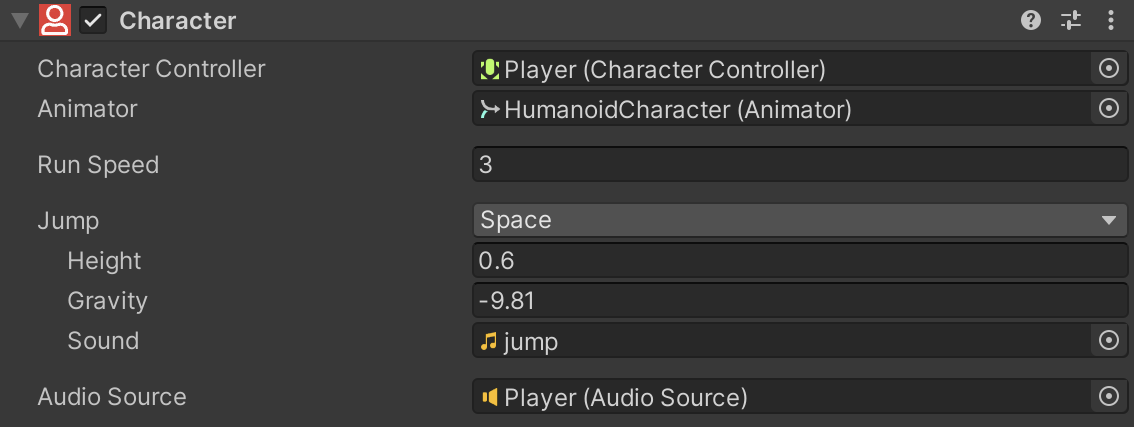 Character
Character Controller Player (Character Controller)
Animator HumanoidCharacter (Animator)
Run Speed 3
Jump Space
Height 0.6
Gravity -9.81
Sound jump
Audio Source Player (Audio Source)